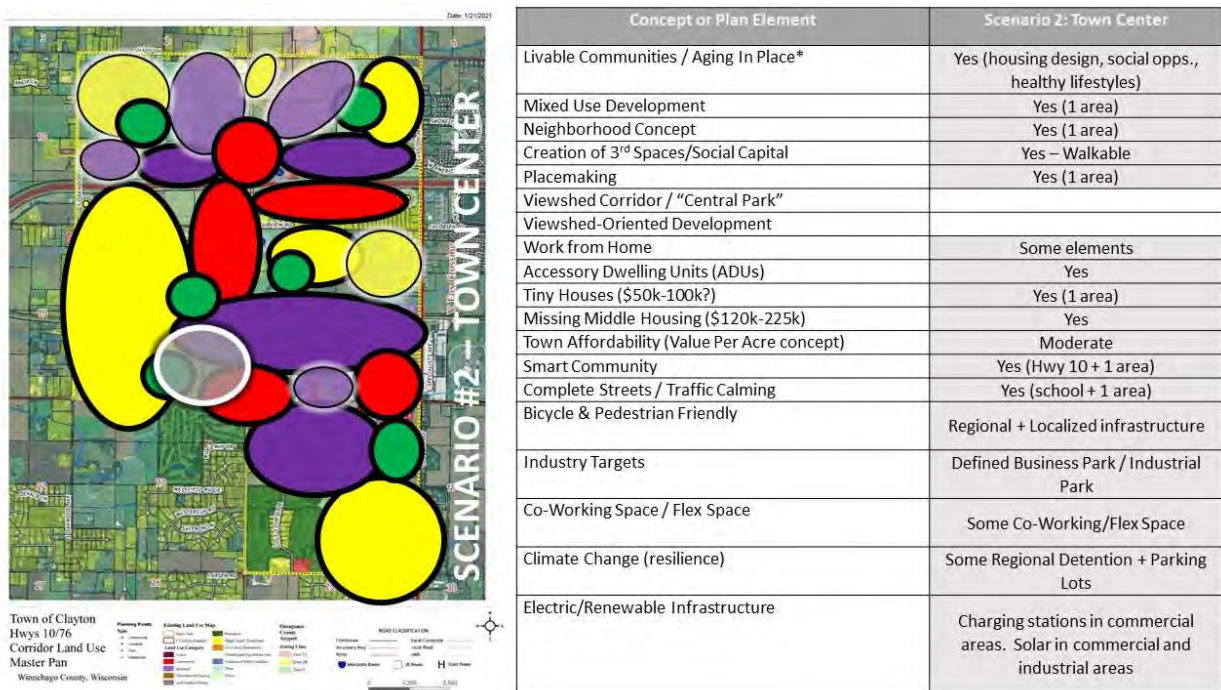 Date: 1/21/2021
SCENARIO #2 – TOWN CENTER
Town of Clayton
Hwys 10/76
Corridor Land Use
Master Pan
Winnebago County, Wisconsin
Existing Land Use Map
ROAD CLASSIFICATION
Concept or Plan Element
Scenario 2: Town Center
Livable Communities / Aging In Place*
Yes (housing design, social opps.,
healthy lifestyles)
Mixed Use Development
Yes (1 area)
Neighborhood Concept
Yes (1 area)
Creation of 3rd Spaces/Social Capital
Yes – Walkable
Placemaking
Yes (1 area)
Viewshed Corridor / “Central Park”
Viewshed-Oriented Development
Work from Home
Some elements
Accessory Dwelling Units (ADUs)
Yes
Tiny Houses ($50k-100k?)
Yes (1 area)
Missing Middle Housing ($120k-225k)
Yes
Town Affordability (Value Per Acre concept)
Moderate
Smart Community
Yes (Hwy 10 + 1 area)
Complete Streets / Traffic Calming
Yes (school + 1 area)
Bicycle & Pedestrian Friendly
Regional + Localized infrastructure
Industry Targets
Defined Business Park / Industrial
Park
Co-Working Space / Flex Space
Some Co-Working/Flex Space
Climate Change (resilience)
Some Regional Detention + Parking
Lots
Electric/Renewable Infrastructure
Charging stations in commercial
areas. Solar in commercial and
industrial areas